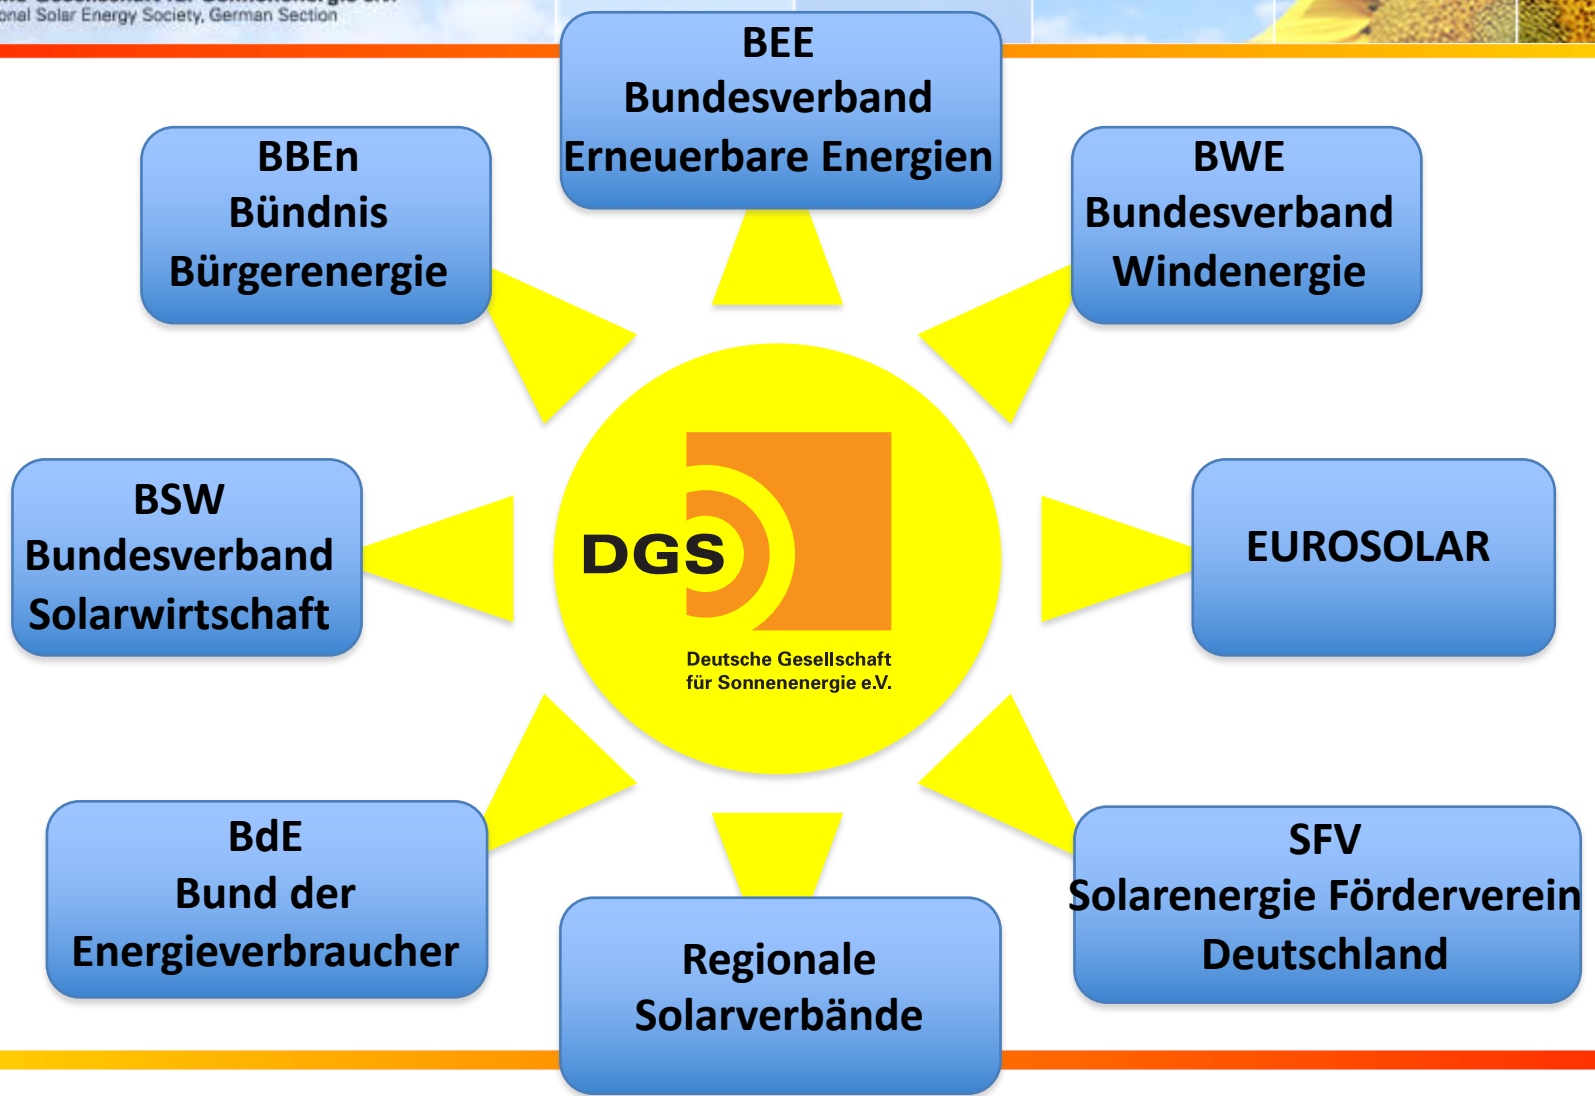 onal Solar Energy Society, German Section
BEE
Bundesverband
Erneuerbare Energien
BBEn
Bündnis
Bürgerenergie
BWE
Bundesverband
Windenergie
BSW
Bundesverband
Solarwirtschaft
DGS
Deutsche Gesellschaft
für Sonnenenergie e.V.
EUROSOLAR
BdE
Bund der
Energieverbraucher
Regionale
Solarverbände
SFV
Solarenergie Förderverein
Deutschland